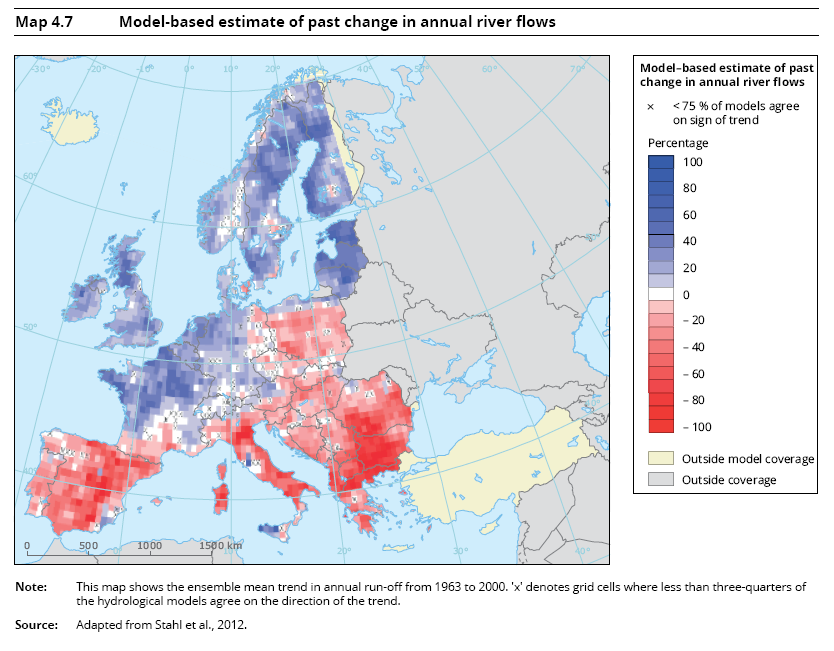 Map 4.7 Model-based estimate of past change in annual river flows
-30° -20° -10° 0° 10° 20° 30° 40° 50° 60° 70°
60°
50°
40°
0 500 1000 1500 km
0° 10° 20° 30° 40°
Model–based estimate of past
change in annual river flows
× < 75 % of models agree
on sign of trend
Percentage
100
80
60
40
20
0
– 20
– 40
– 60
– 80
– 100
Outside model coverage
Outside coverage
Note: This map shows the ensemble mean trend in annual run-off from 1963 to 2000. 'x' denotes grid cells where less than three-quarters of
the hydrological models agree on the direction of the trend.
Source: Adapted from Stahl et al., 2012.